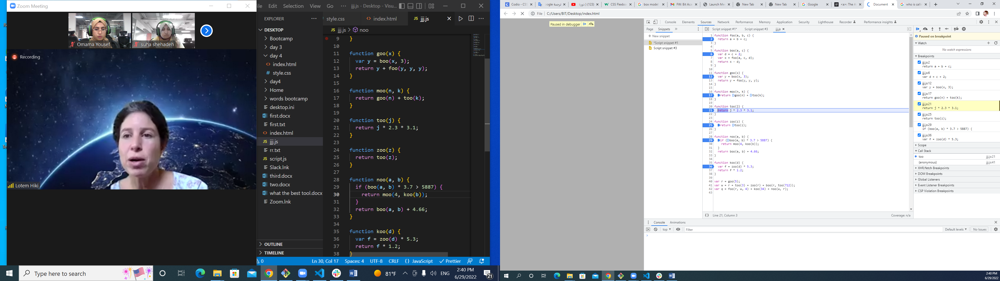 Zoom Meeting
Omama Yousef
suha shehadeh
Recording
Lotem Hiki
File Edit Selection View Go ··· jjj.js - Desktop - Visu...
EXPLORER
DESKTOP
Bootcamp
day 3
day 4
index.html
style.css
day4
Home
words bootcamp
desktop.ini
first.docx
first.txt
index.html
jjj.js
rr.txt
script.js
Slack.lnk
third.docx
two.docx
what the best tool.docx
Zoom.lnk
OUTLINE
TIMELINE
style.css index.html JS jjj.js
JS jjj.js > noo
9 }
10
11 function goo(x) {
12 var y = boo(x, 3);
13 return y + foo(y, y, y);
14 }
15
16 function moo(n, k) {
17 return goo(n) + too(k);
18 }
19
20 function too(j) {
21 return j * 2.3 * 3.1;
22 }
23
24 function zoo(z) {
25 return too(z);
26 }
27
28 function noo(a, b) {
29 if (boo(a, b) * 3.7 > 5887) {
30 return moo(4, koo(b));
31 }
32 return boo(a, b) + 4.66;
33 }
34
35 function koo(d) {
36 var f = zoo(d) * 5.3;
37 return f * 1.2;
38 }
0 Ln 30, Col 17 Spaces: 4 UTF-8 CRLF {} JavaScript Prettier
Type here to search
81°F ENG 2:40 PM 6/29/2022 21
Codio - CSS
(123) دورة (
CSS Flexbo
box model
FW: Bit Aca
Launch Me
New Tab
New Tab
Google
<a>: The A
Document
who is calli
File C:/Users/BIT/Desktop/index.html
Paused in debugger
Console Elements Sources Network Performance Memory Application Security Lighthouse Recorder Performance insights
Page Snippets »
Script snippet #1* Script snippet #3 jjj.js
+ New snippet
*Script snippet #1
Script snippet #3
1 function foo(a, b, c) {
2 return a + b + c;
3 }
4
5 function boo(a, c) {
6 var d = c + 2;
7 var x = foo(a, c, d);
8 return x - d;
9 }
10
11 function goo(x) {
12 var y = boo(x, 3);
13 return y + foo(y, y, y);
14 }
15
16 function moo(n, k) {
17 return goo(n) + too(k);
18 }
19
20 function too(j) {
21 return j * 2.3 * 3.1;
22 }
23
24 function zoo(z) {
25 return too(z);
26 }
27
28 function noo(a, b) {
29 if (boo(a, b) * 3.7 > 5887) {
30 return moo(4, koo(b));
31 }
32 return boo(a, b) + 4.66;
33 }
34
35 function koo(d) {
36 var f = zoo(d) * 5.3;
37 return f * 1.2;
38 }
39
40 var r = goo(5);
41 var w = r + too(3) + zoo(r) + boo(r, too(712));
42 var q = foo(r, w, 4) + koo(34) + noo(w, r);
43
{} Line 21, Column 3 Coverage: n/a
Paused on breakpoint
Watch
No watch expressions
Breakpoints
jjj.js:2
return a + b + c;
jjj.js:6
var d = c + 2;
jjj.js:12
var y = boo(x, 3);
jjj.js:17
return goo(n) + too(k);
jjj.js:21
return j * 2.3 * 3.1;
jjj.js:25
return too(z);
jjj.js:29
if (boo(a, b) * 3.7 > 5887) {
jjj.js:36
var f = zoo(d) * 5.3;
Scope
Call Stack
too jjj.js:21
(anonymous) jjj.js:41
XHR/fetch Breakpoints
DOM Breakpoints
Global Listeners
Event Listener Breakpoints
CSP Violation Breakpoints
Console Animations
top Filter Default levels No Issues
2:40 PM
6/29/2022